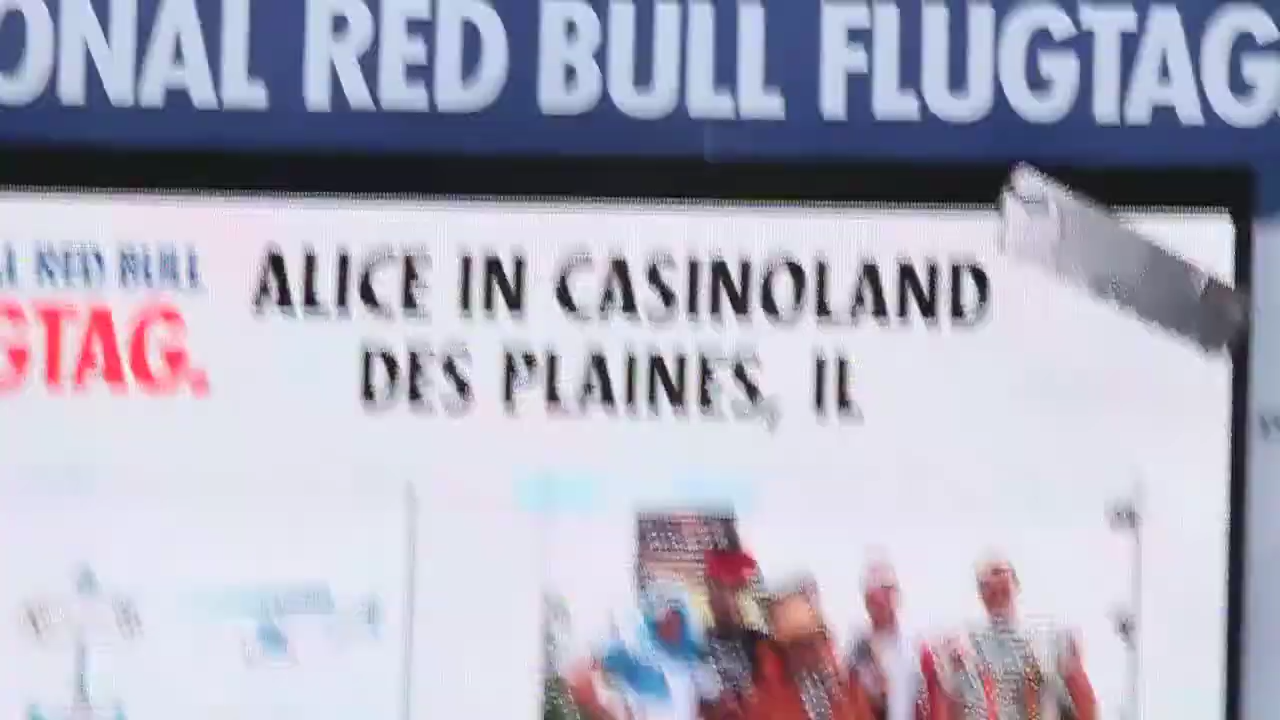 ONAL RED BULL FLUGTAG
RED BULL
GTAG.
ALICE IN CASINOLAND
DES PLAINES, IL